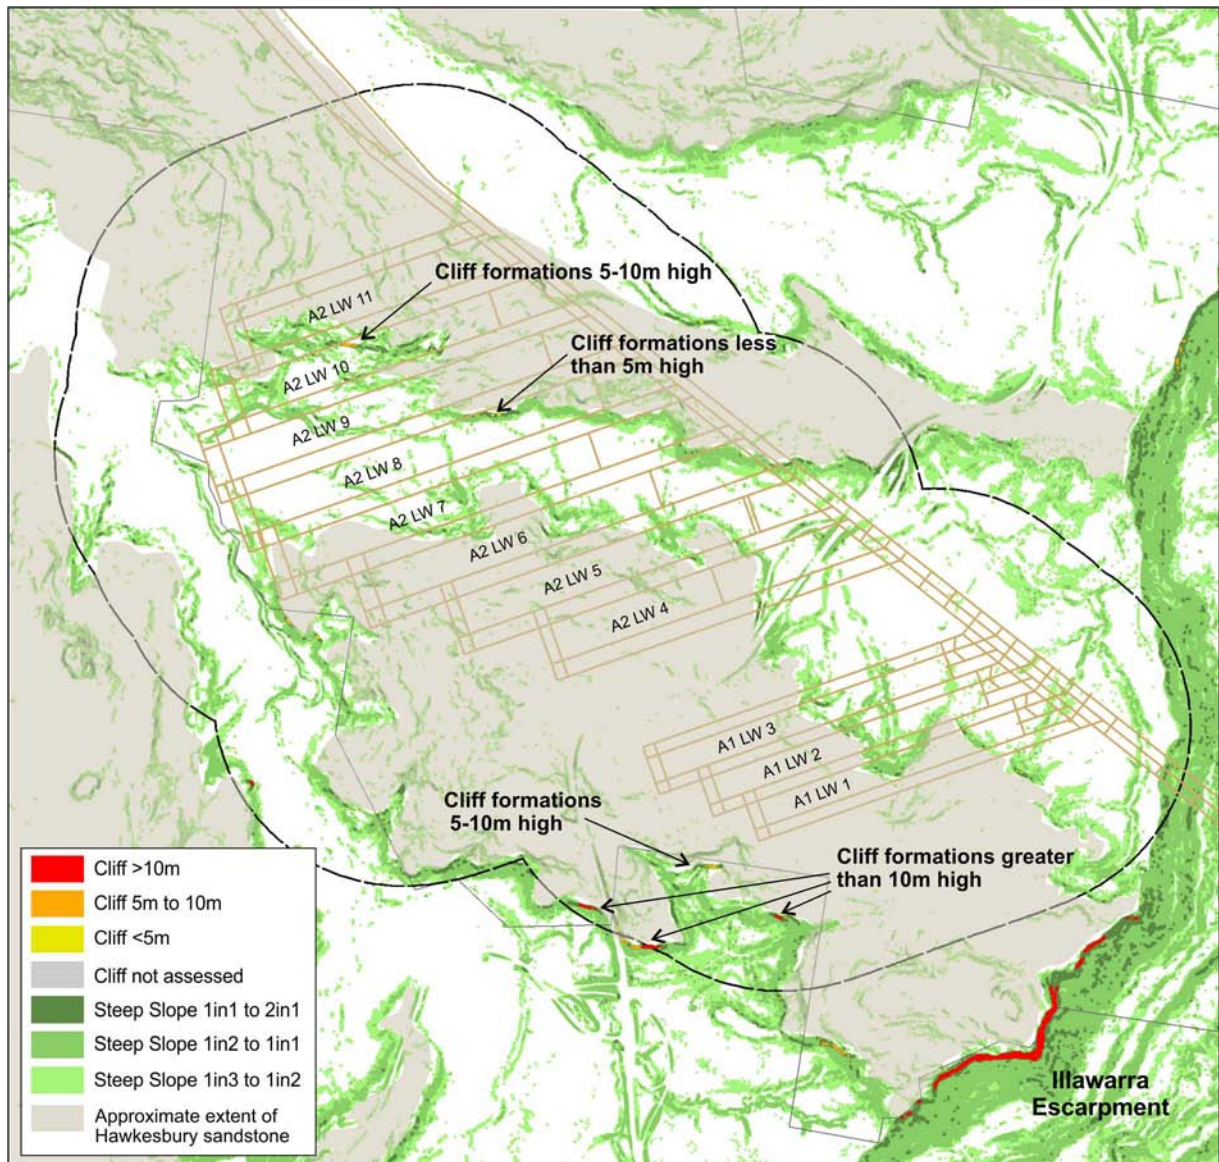 Cliff formations 5-10m high
A2 LW 11
Cliff formations less
than 5m high
A2 LW 10
A2 LW 9
A2 LW 8
A2 LW 7
A2 LW 6
A2 LW 5
A2 LW 4
A1 LW 3
A1 LW 2
A1 LW 1
Cliff formations
5-10m high
Cliff formations greater
than 10m high
Cliff >10m
Cliff 5m to 10m
Cliff <5m
Cliff not assessed
Steep Slope 1in1 to 2in1
Steep Slope 1in2 to 1in1
Steep Slope 1in3 to 1in2
Approximate extent of
Hawkesbury sandstone
Illawarra
Escarpment